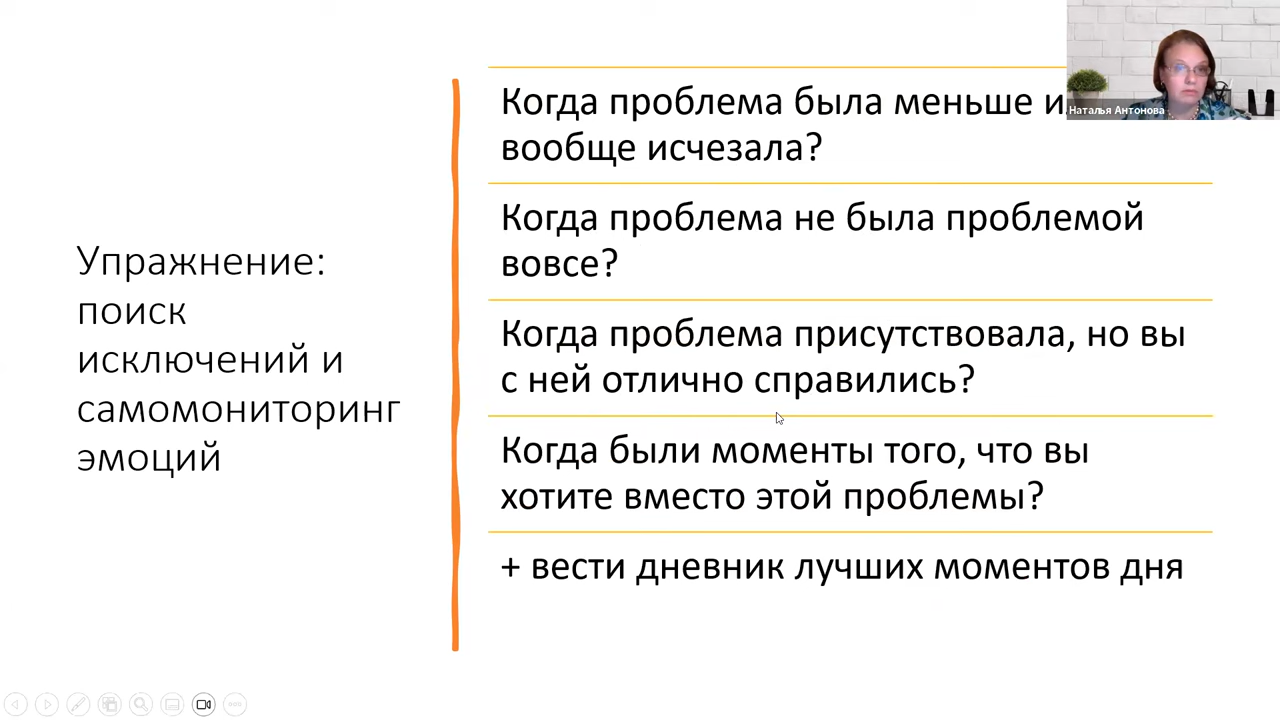 Упражнение:
поиск
исключений и
самомониторинг
эмоций
Когда проблема была меньше
вообще исчезала?
Когда проблема не была проблемой
вовсе?
Когда проблема присутствовала, но вы
с ней отлично справились?
Когда были моменты того, что вы
хотите вместо этой проблемы?
+ вести дневник лучших моментов дня
Наталья Антонова